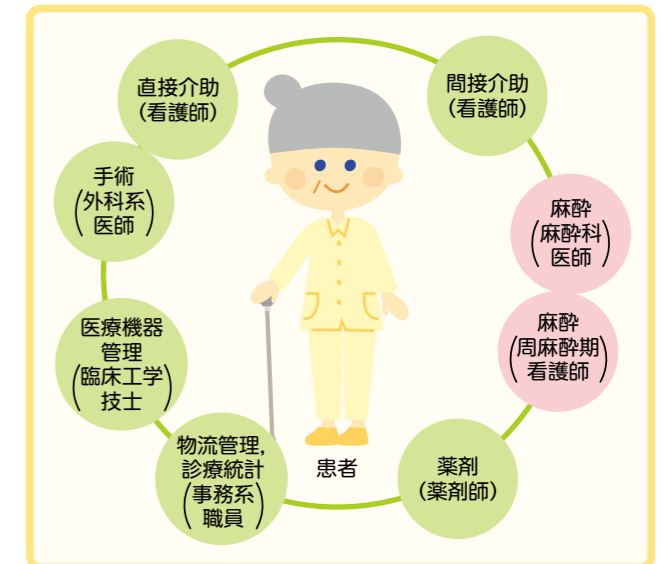 直接介助
（看護師）
間接介助
（看護師）
手術
（外科系
医師）
麻酔
（麻酔科
医師）
医療機器
管理
（臨床工学
技士）
麻酔
（周麻酔期
看護師）
物流管理，
診療統計
（事務系
職員）
患者
薬剤
（薬剤師）